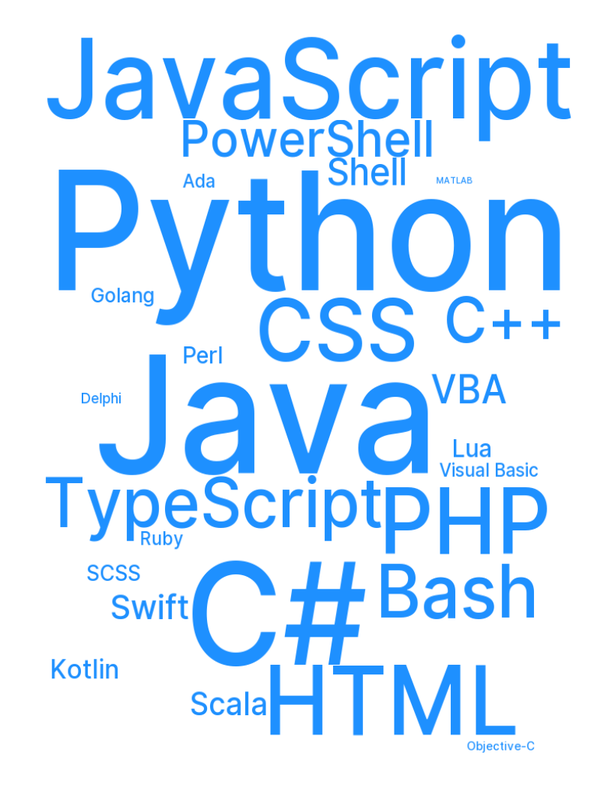 JavaScript
PowerShell
Shell
Ada
MATLAB
Python
Golang
CSS
C++
Perl
Java
VBA
Delphi
Lua
Visual Basic
TypeScript
PHP
Ruby
SCSS
Swift
C#
Bash
Kotlin
Scala
HTML
Objective-C